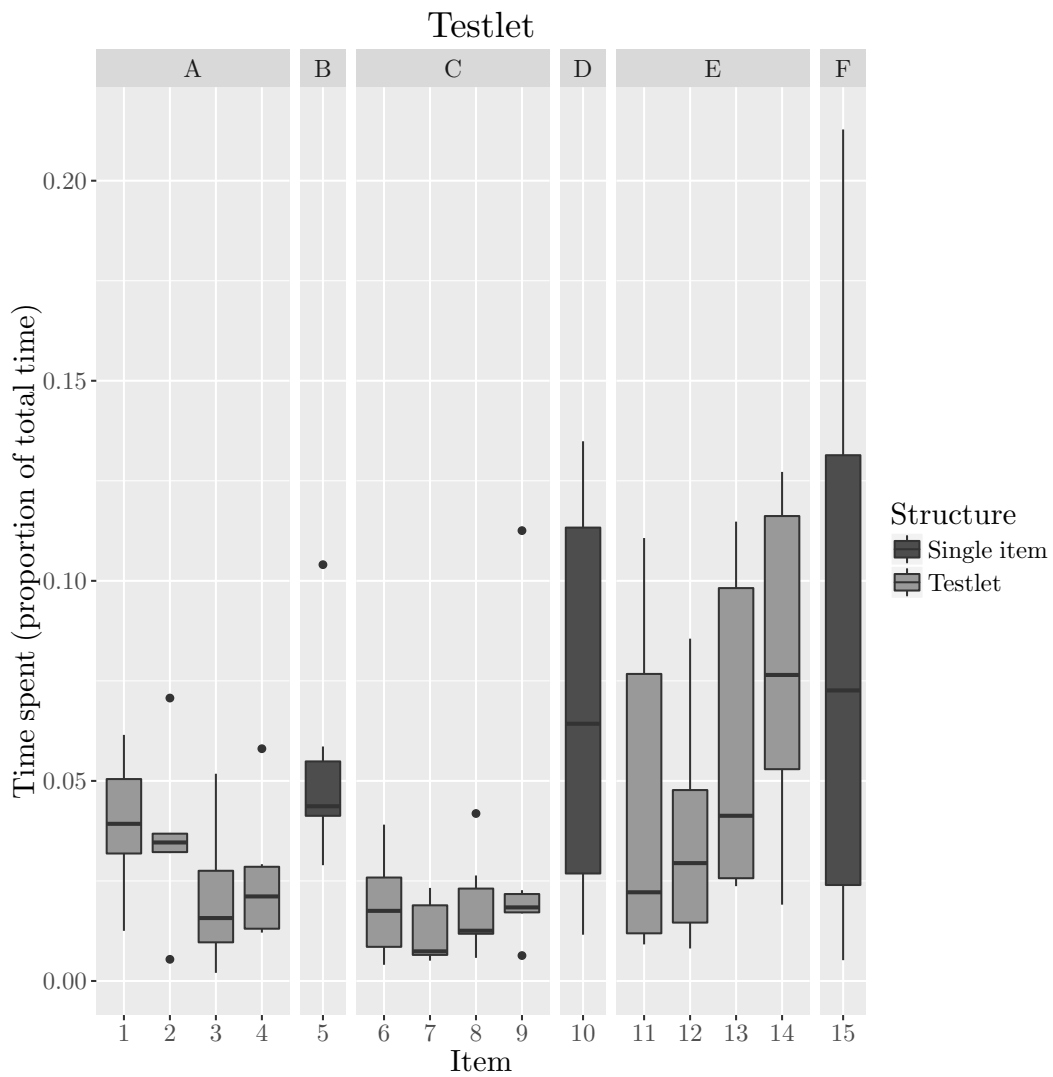 Testlet
A B C D E F
0.20
0.15
0.10
0.05
0.00
Time spent (proportion of total time)
1 2 3 4 5 6 7 8 9 10 11 12 13 14 15
Item
Structure
Single item
Testlet